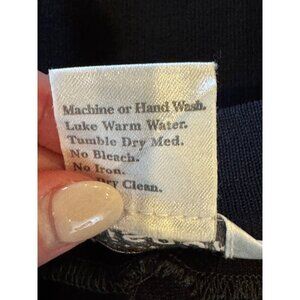 Machine or Hand Wash.
Luke Warm Water.
Tumble Dry Med.
No Bleach.
No Iron.
Dry Clean.